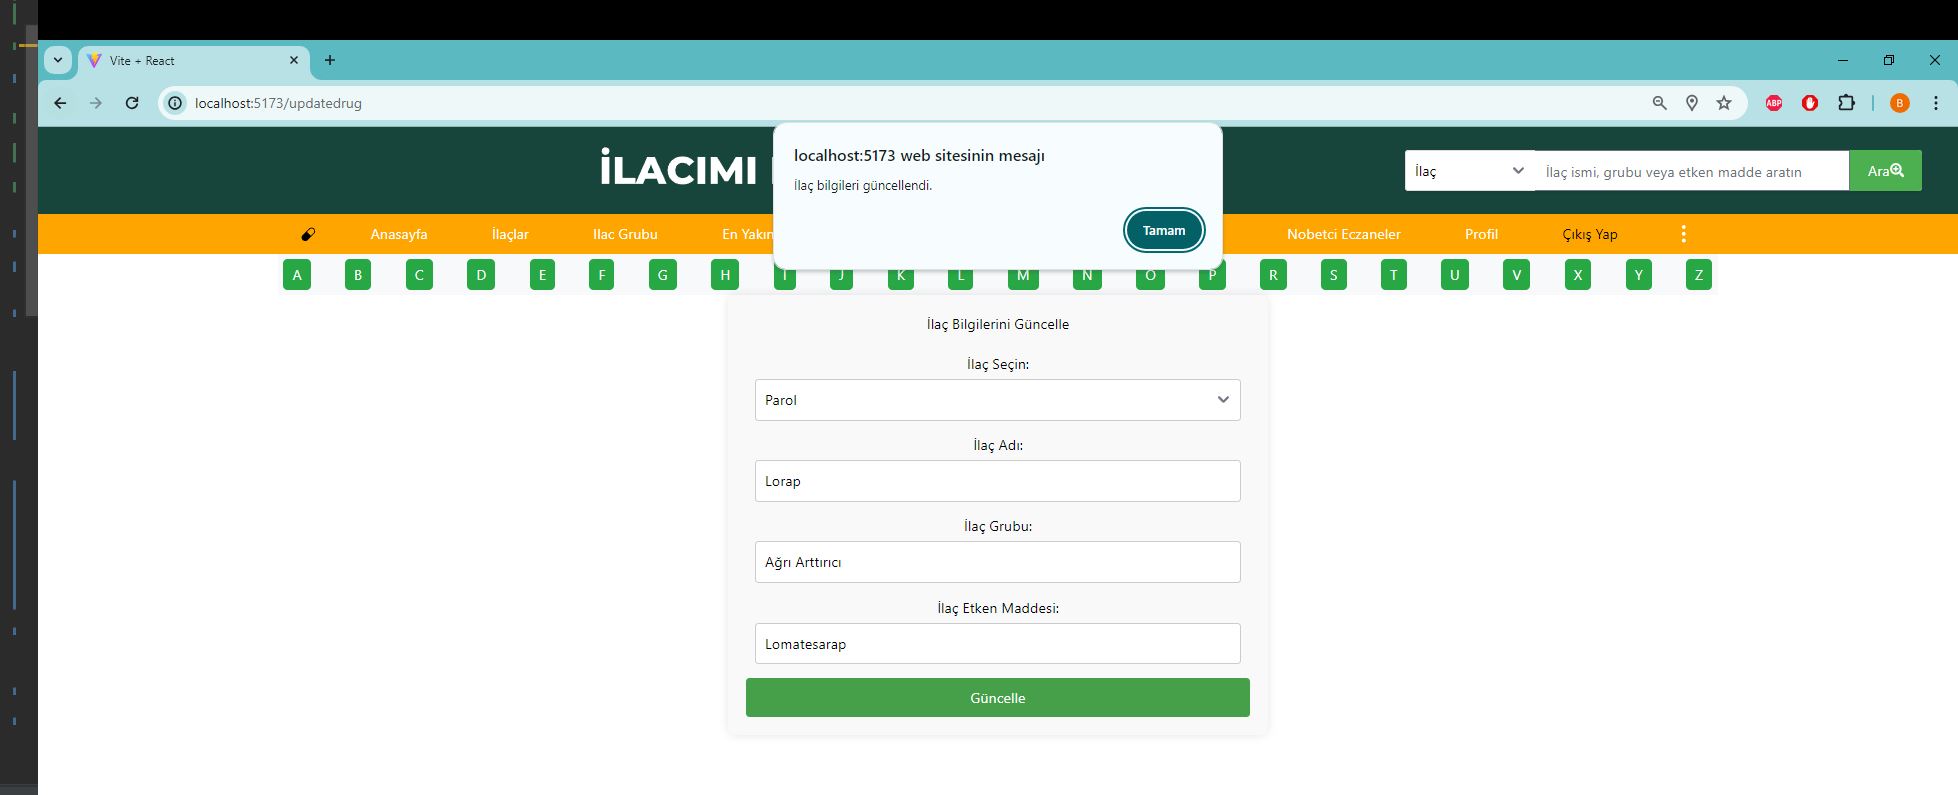 Vite + React
localhost:5173/updatedrug
ABP
B
localhost:5173 web sitesinin mesajı
İlaç bilgileri güncellendi.
Tamam
İLACIMI
İlaç
İlaç ismi, grubu veya etken madde aratın
Ara
Anasayfa
İlaçlar
Ilac Grubu
En Yakın
Nobetci Eczaneler
Profil
Çıkış Yap
A B C D E F G H I J K L M N O P R S T U V X Y Z
İlaç Bilgilerini Güncelle
İlaç Seçin:
Parol
İlaç Adı:
Lorap
İlaç Grubu:
Ağrı Arttırıcı
İlaç Etken Maddesi:
Lomatesarap
Güncelle